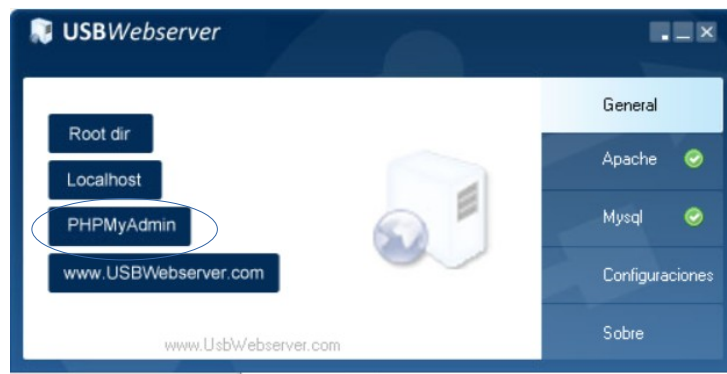 USBWebserver
General
Root dir
Apache
Localhost
PHPMyAdmin
Mysql
www.USBWebserver.com
Configuraciones
www.UsbWebserver.com
Sobre